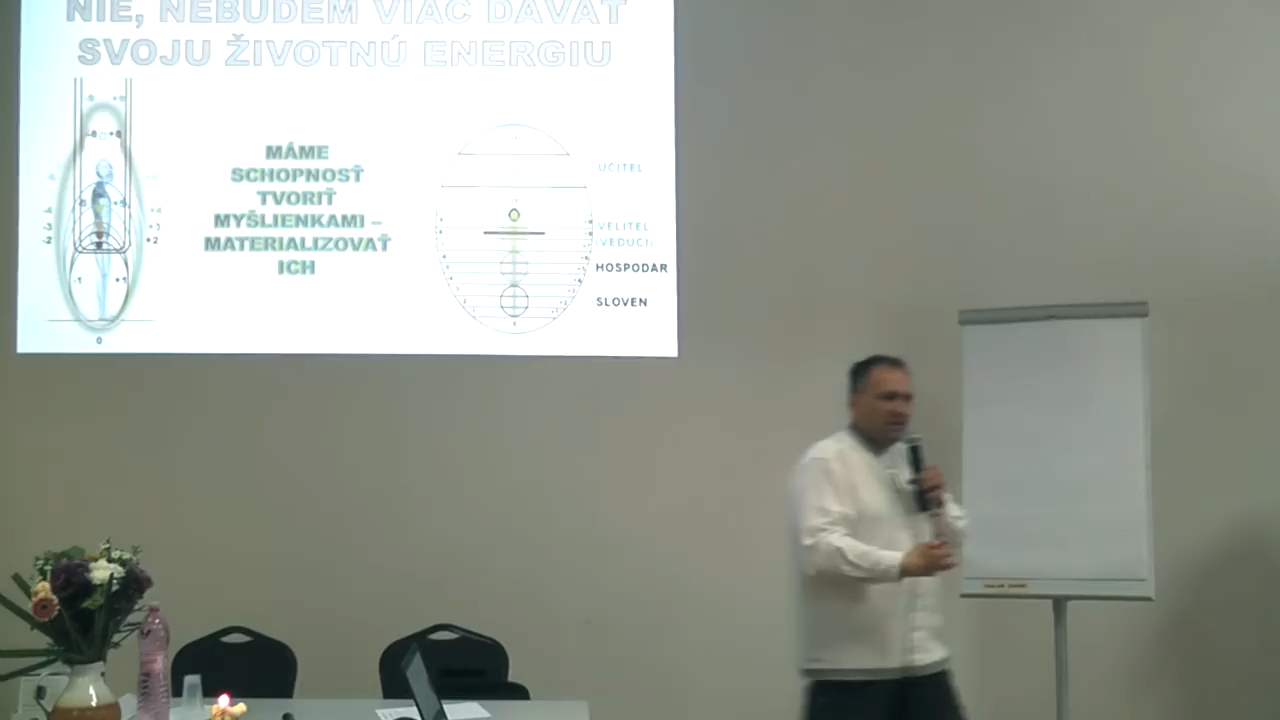 NIE, NEBUDEM VIAC DÁVAŤ
SVOJU ŽIVOTNÚ ENERGIU
MÁME
SCHOPNOSŤ
TVORIŤ
MYŠLIENKAMI –
MATERIALIZOVAŤ
ICH
UČITEL
VELITEL
(VEDÚCI)
HOSPODÁR
SLOVEN